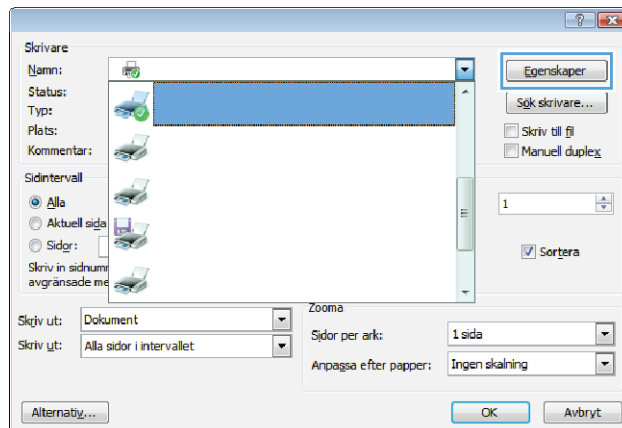 Skrivare
Namn:
Egenskaper
Status:
Typ:
Sök skrivare...
Plats:
Skriv till fil
Kommentar:
Manuell duplex
Sidintervall
Alla
1
Aktuell sida
Sidor:
Sortera
Skriv in sidnumr
avgränsade me
Zooma
Skriv ut: Dokument
Sidor per ark: 1 sida
Skriv ut: Alla sidor i intervallet
Anpassa efter papper: Ingen skalning
Alternativ...
OK
Avbryt